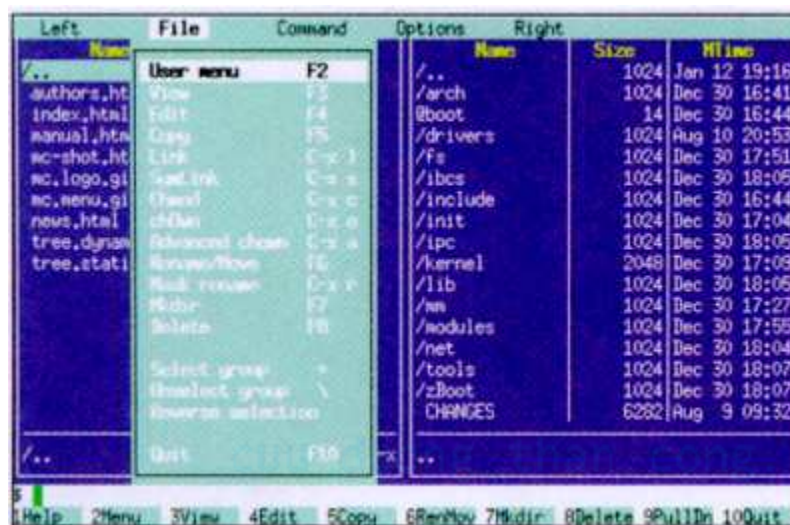 Left File Command Options Right
Name
/..
authors.ht
index.html
manual.htm
mc-shot.ht
mc.logo.gi
mc.menu.gi
news.html
tree.dynam
tree.stati
/..
User menu F2
View F3
Edit F4
Copy F5
Link C-x l
SymLink C-x s
Chmod C-x c
chOwn C-x o
Advanced chown C-x a
Rename/Move F6
Mask rename C-x r
Mkdir F7
Delete F8
Select group +
Unselect group \
Reverse selection
Quit F10
-x
Name Size MTime
/.. 1024 Jan 12 19:16
/arch 1024 Dec 30 16:41
@boot 14 Dec 30 16:44
/drivers 1024 Aug 10 20:53
/fs 1024 Dec 30 17:51
/ibcs 1024 Dec 30 18:05
/include 1024 Dec 30 16:44
/init 1024 Dec 30 17:04
/ipc 1024 Dec 30 18:05
/kernel 2048 Dec 30 17:09
/lib 1024 Dec 30 18:05
/mm 1024 Dec 30 17:27
/modules 1024 Dec 30 17:55
/net 1024 Dec 30 18:04
/tools 1024 Dec 30 18:07
/zBoot 1024 Dec 30 18:07
CHANGES 6282 Aug 9 09:32
..
$
1Help 2Menu 3View 4Edit 5Copy 6RenMov 7Mkdir 8Delete 9PullDn 10Quit